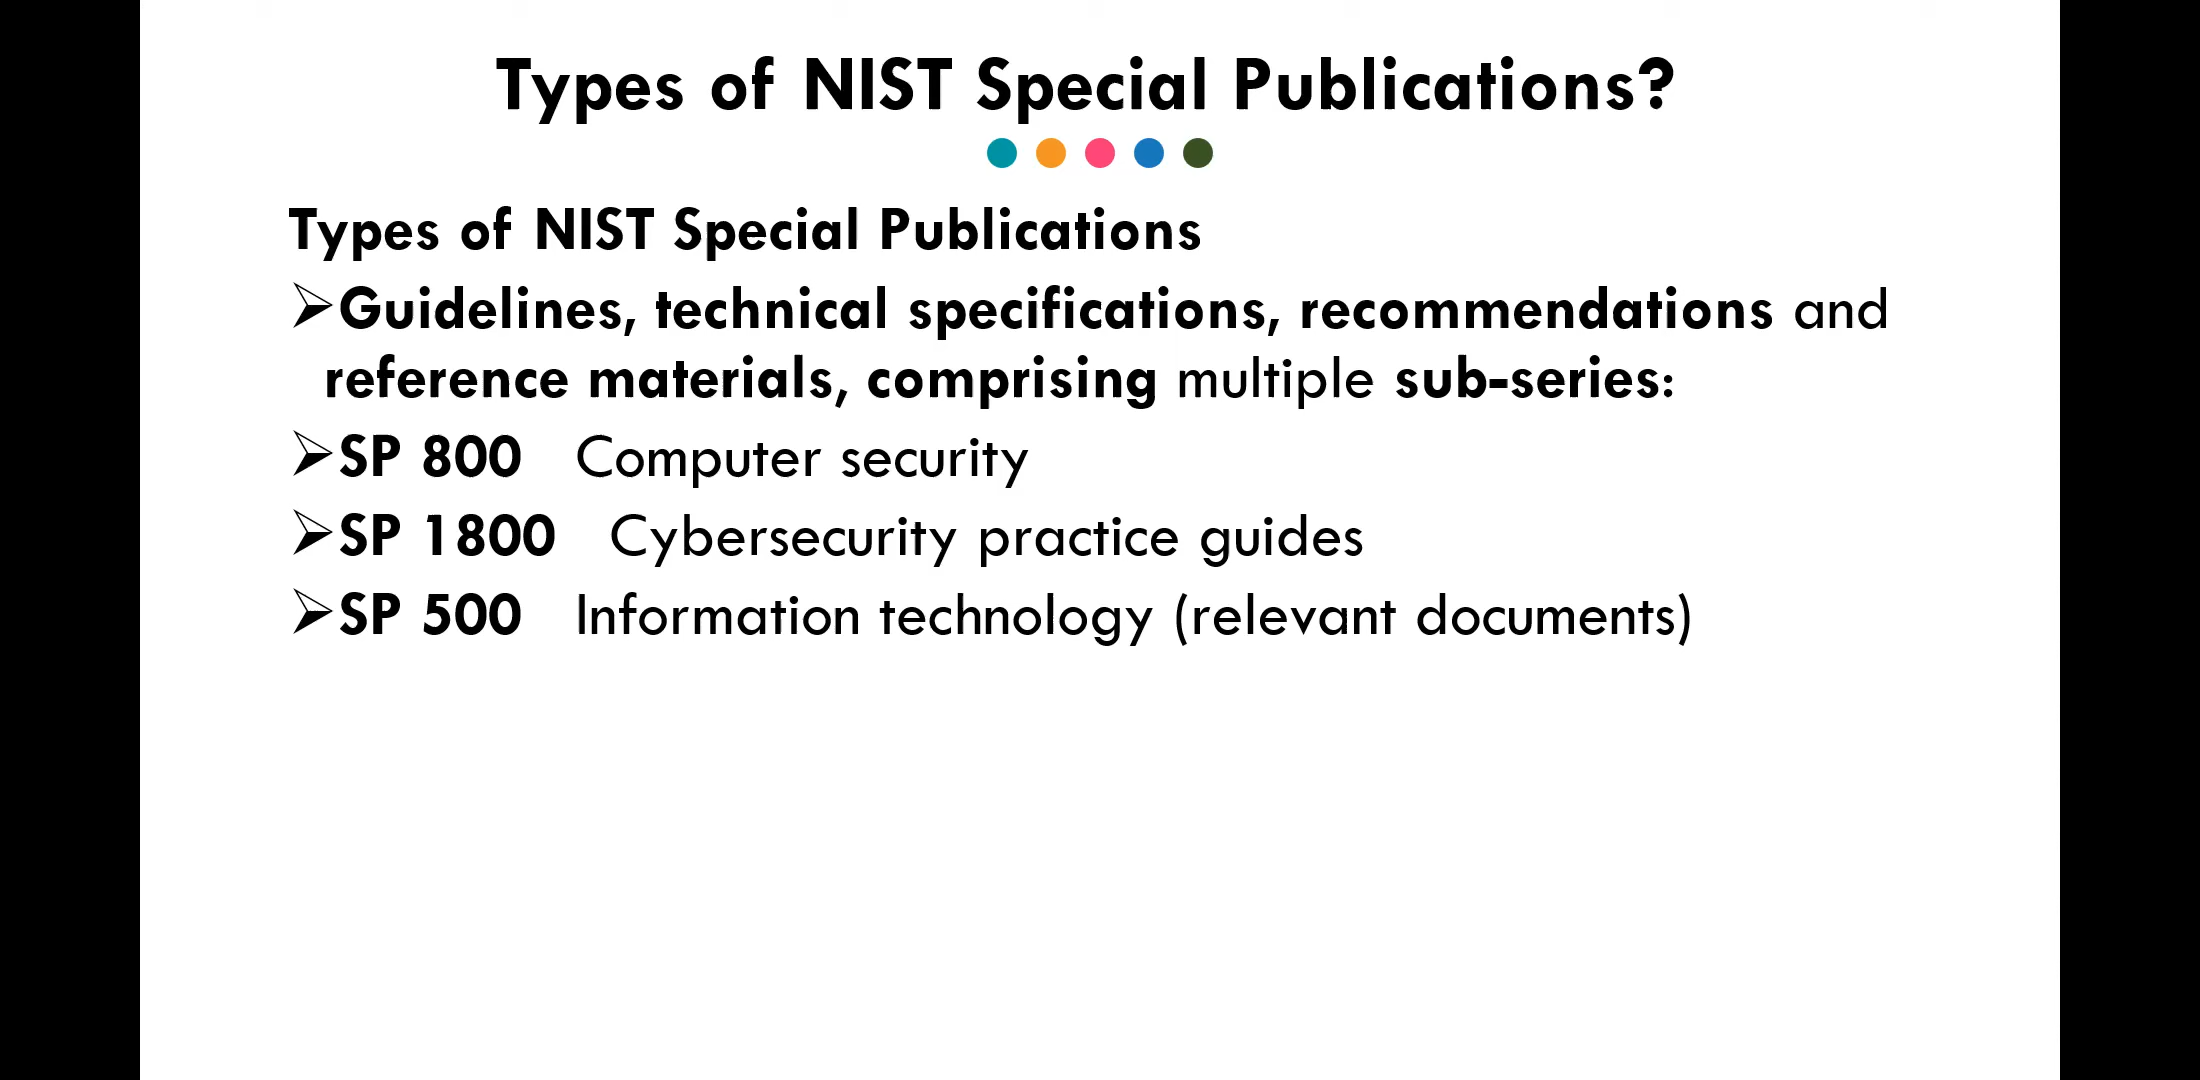 Types of NIST Special Publications?
Types of NIST Special Publications
➢Guidelines, technical specifications, recommendations and
reference materials, comprising multiple sub-series:
➢SP 800 Computer security
➢SP 1800 Cybersecurity practice guides
➢SP 500 Information technology (relevant documents)